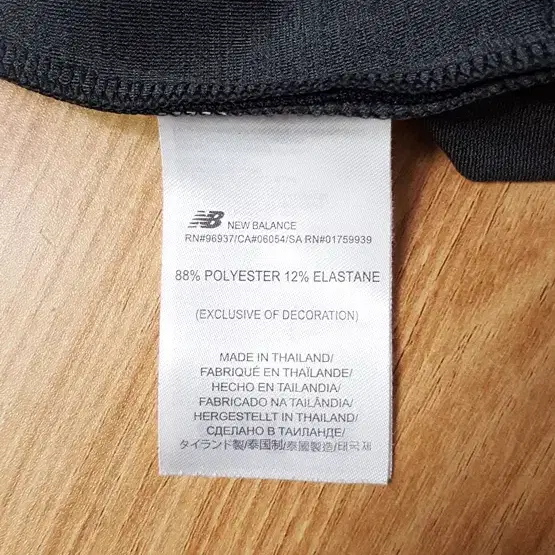 NB NEW BALANCE
RN#96937/CA#06054/SA RN#01759939
88% POLYESTER 12% ELASTANE
(EXCLUSIVE OF DECORATION)
MADE IN THAILAND/
FABRIQUÉ EN THAÏLANDE/
HECHO EN TAILANDIA/
FABRICADO NA TAILÂNDIA/
HERGESTELLT IN THAILAND/
СДЕЛАНО В ТАИЛАНДЕ/
タイランド製/泰国制/泰國製造/태국제